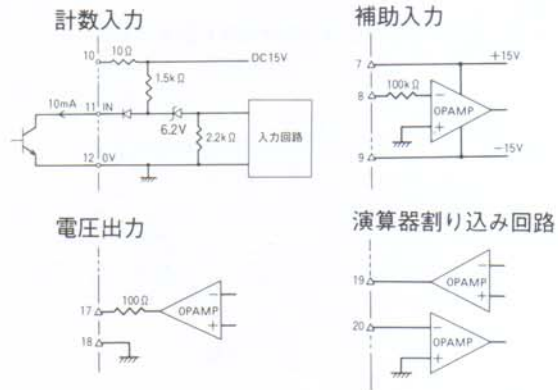 計数入力
10
10Ω
DC15V
1.5kΩ
10mA
11 IN
6.2V
2.2kΩ
入力回路
12 0V
補助入力
7
+15V
8
100kΩ
−
OPAMP
+
9
−15V
電圧出力
17
100Ω
OPAMP
−
+
18
演算器割り込み回路
19
OPAMP
−
+
20
−
OPAMP
+